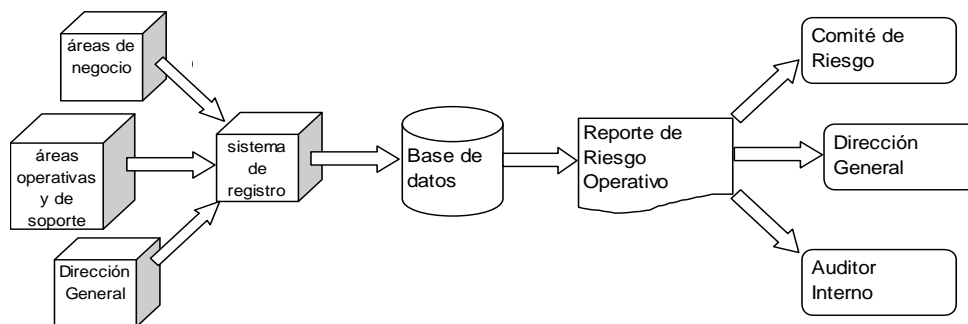 áreas de
negocio
áreas
operativas
y de
soporte
Dirección
General
sistema
de
registro
Base de
datos
Reporte de
Riesgo
Operativo
Comité de
Riesgo
Dirección
General
Auditor
Interno